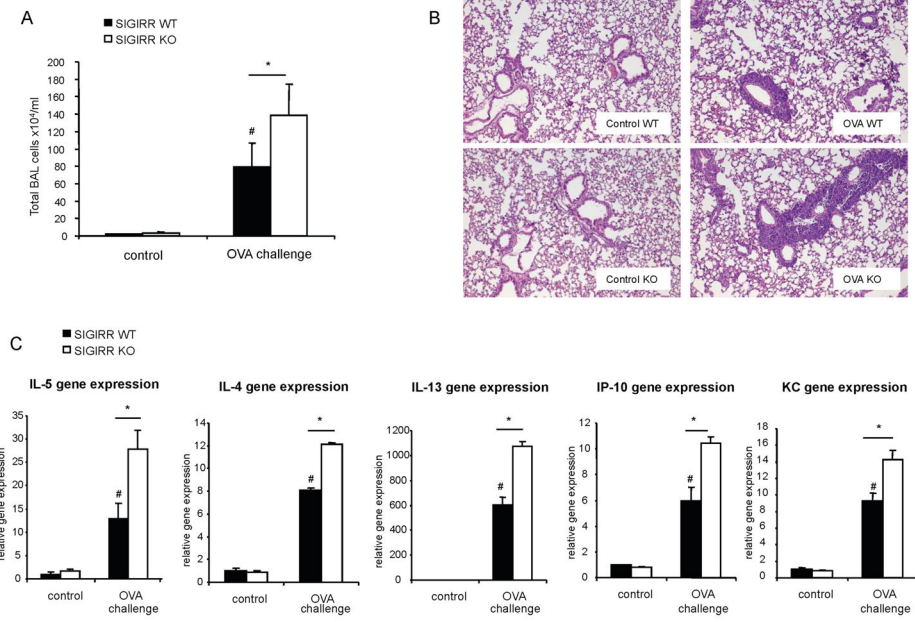 A
SIGIRR WT
SIGIRR KO
Total BAL cells x10⁴/ml
200
180
160
140
120
100
80
60
40
20
0
*
#
control
OVA challenge
B
Control WT
OVA WT
Control KO
OVA KO
C
SIGIRR WT
SIGIRR KO
IL-5 gene expression
relative gene expression
35
30
25
20
15
10
5
0
*
#
control
OVA
challenge
IL-4 gene expression
relative gene expression
14
12
10
8
6
4
2
0
*
#
control
OVA
challenge
IL-13 gene expression
relative gene expression
1200
1000
800
600
400
200
0
*
#
control
OVA
challenge
IP-10 gene expression
relative gene expression
12
10
8
6
4
2
0
*
#
control
OVA
challenge
KC gene expression
relative gene expression
18
16
14
12
10
8
6
4
2
0
*
#
control
OVA
challenge